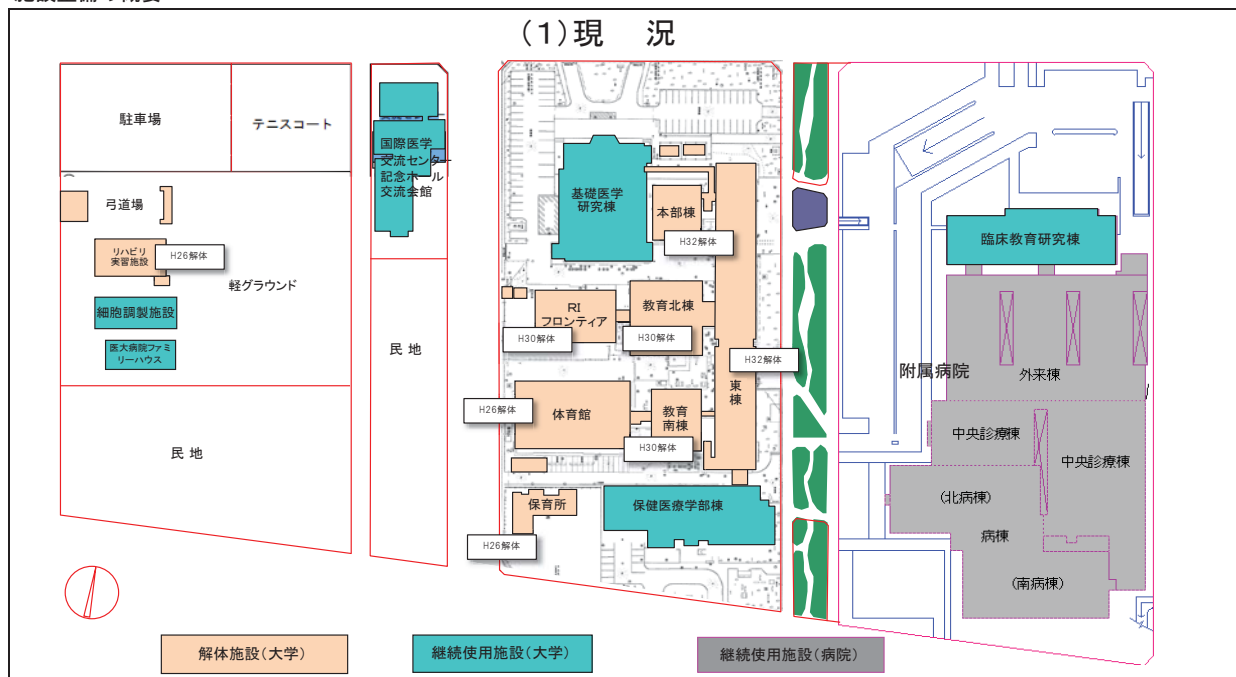 (1)現　況
駐車場
テニスコート
国際医学
交流センター
記念ホール
交流会館
弓道場
リハビリ
実習施設
H26解体
軽グラウンド
細胞調製施設
医大病院ファミ
リーハウス
民 地
民 地
基礎医学
研究棟
本部棟
H32解体
RI
フロンティア
H30解体
教育北棟
H30解体
H32解体
東
棟
体育館
H26解体
教育
南棟
H30解体
保育所
H26解体
保健医療学部棟
臨床教育研究棟
附属病院
外来棟
中央診療棟
中央診療棟
(北病棟)
病棟
(南病棟)
解体施設(大学)
継続使用施設(大学)
継続使用施設(病院)